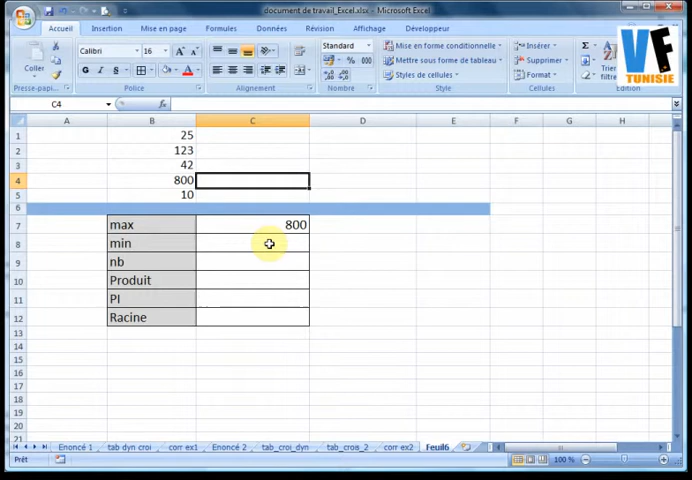 document de travail_Excel.xlsx - Microsoft Excel
Accueil Insertion Mise en page Formules Données Révision Affichage Développeur
Coller
Calibri 16 A A
G I S
Standard
% 000
Mise en forme conditionnelle
Mettre sous forme de tableau
Styles de cellules
Insérer
Supprimer
Format
Σ
VF
TUNISIE
Presse-pap... Police Alignement Nombre Style Cellules Édition
C4 fx
A B C D E F G H
1 25
2 123
3 42
4 800
5 10
6
7 max 800
8 min
9 nb
10 Produit
11 PI
12 Racine
13
14
15
16
17
18
19
20
21
Enoncé 1 tab dyn croi corr ex1 Enoncé 2 tab_croi_dyn tab_crois_2 corr ex2 Feuil6
Prêt 100 %